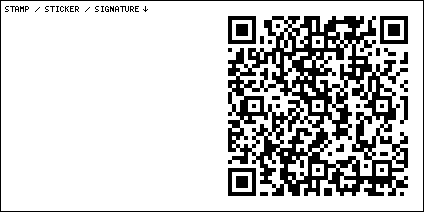 STAMP / STICKER / SIGNATURE ↓